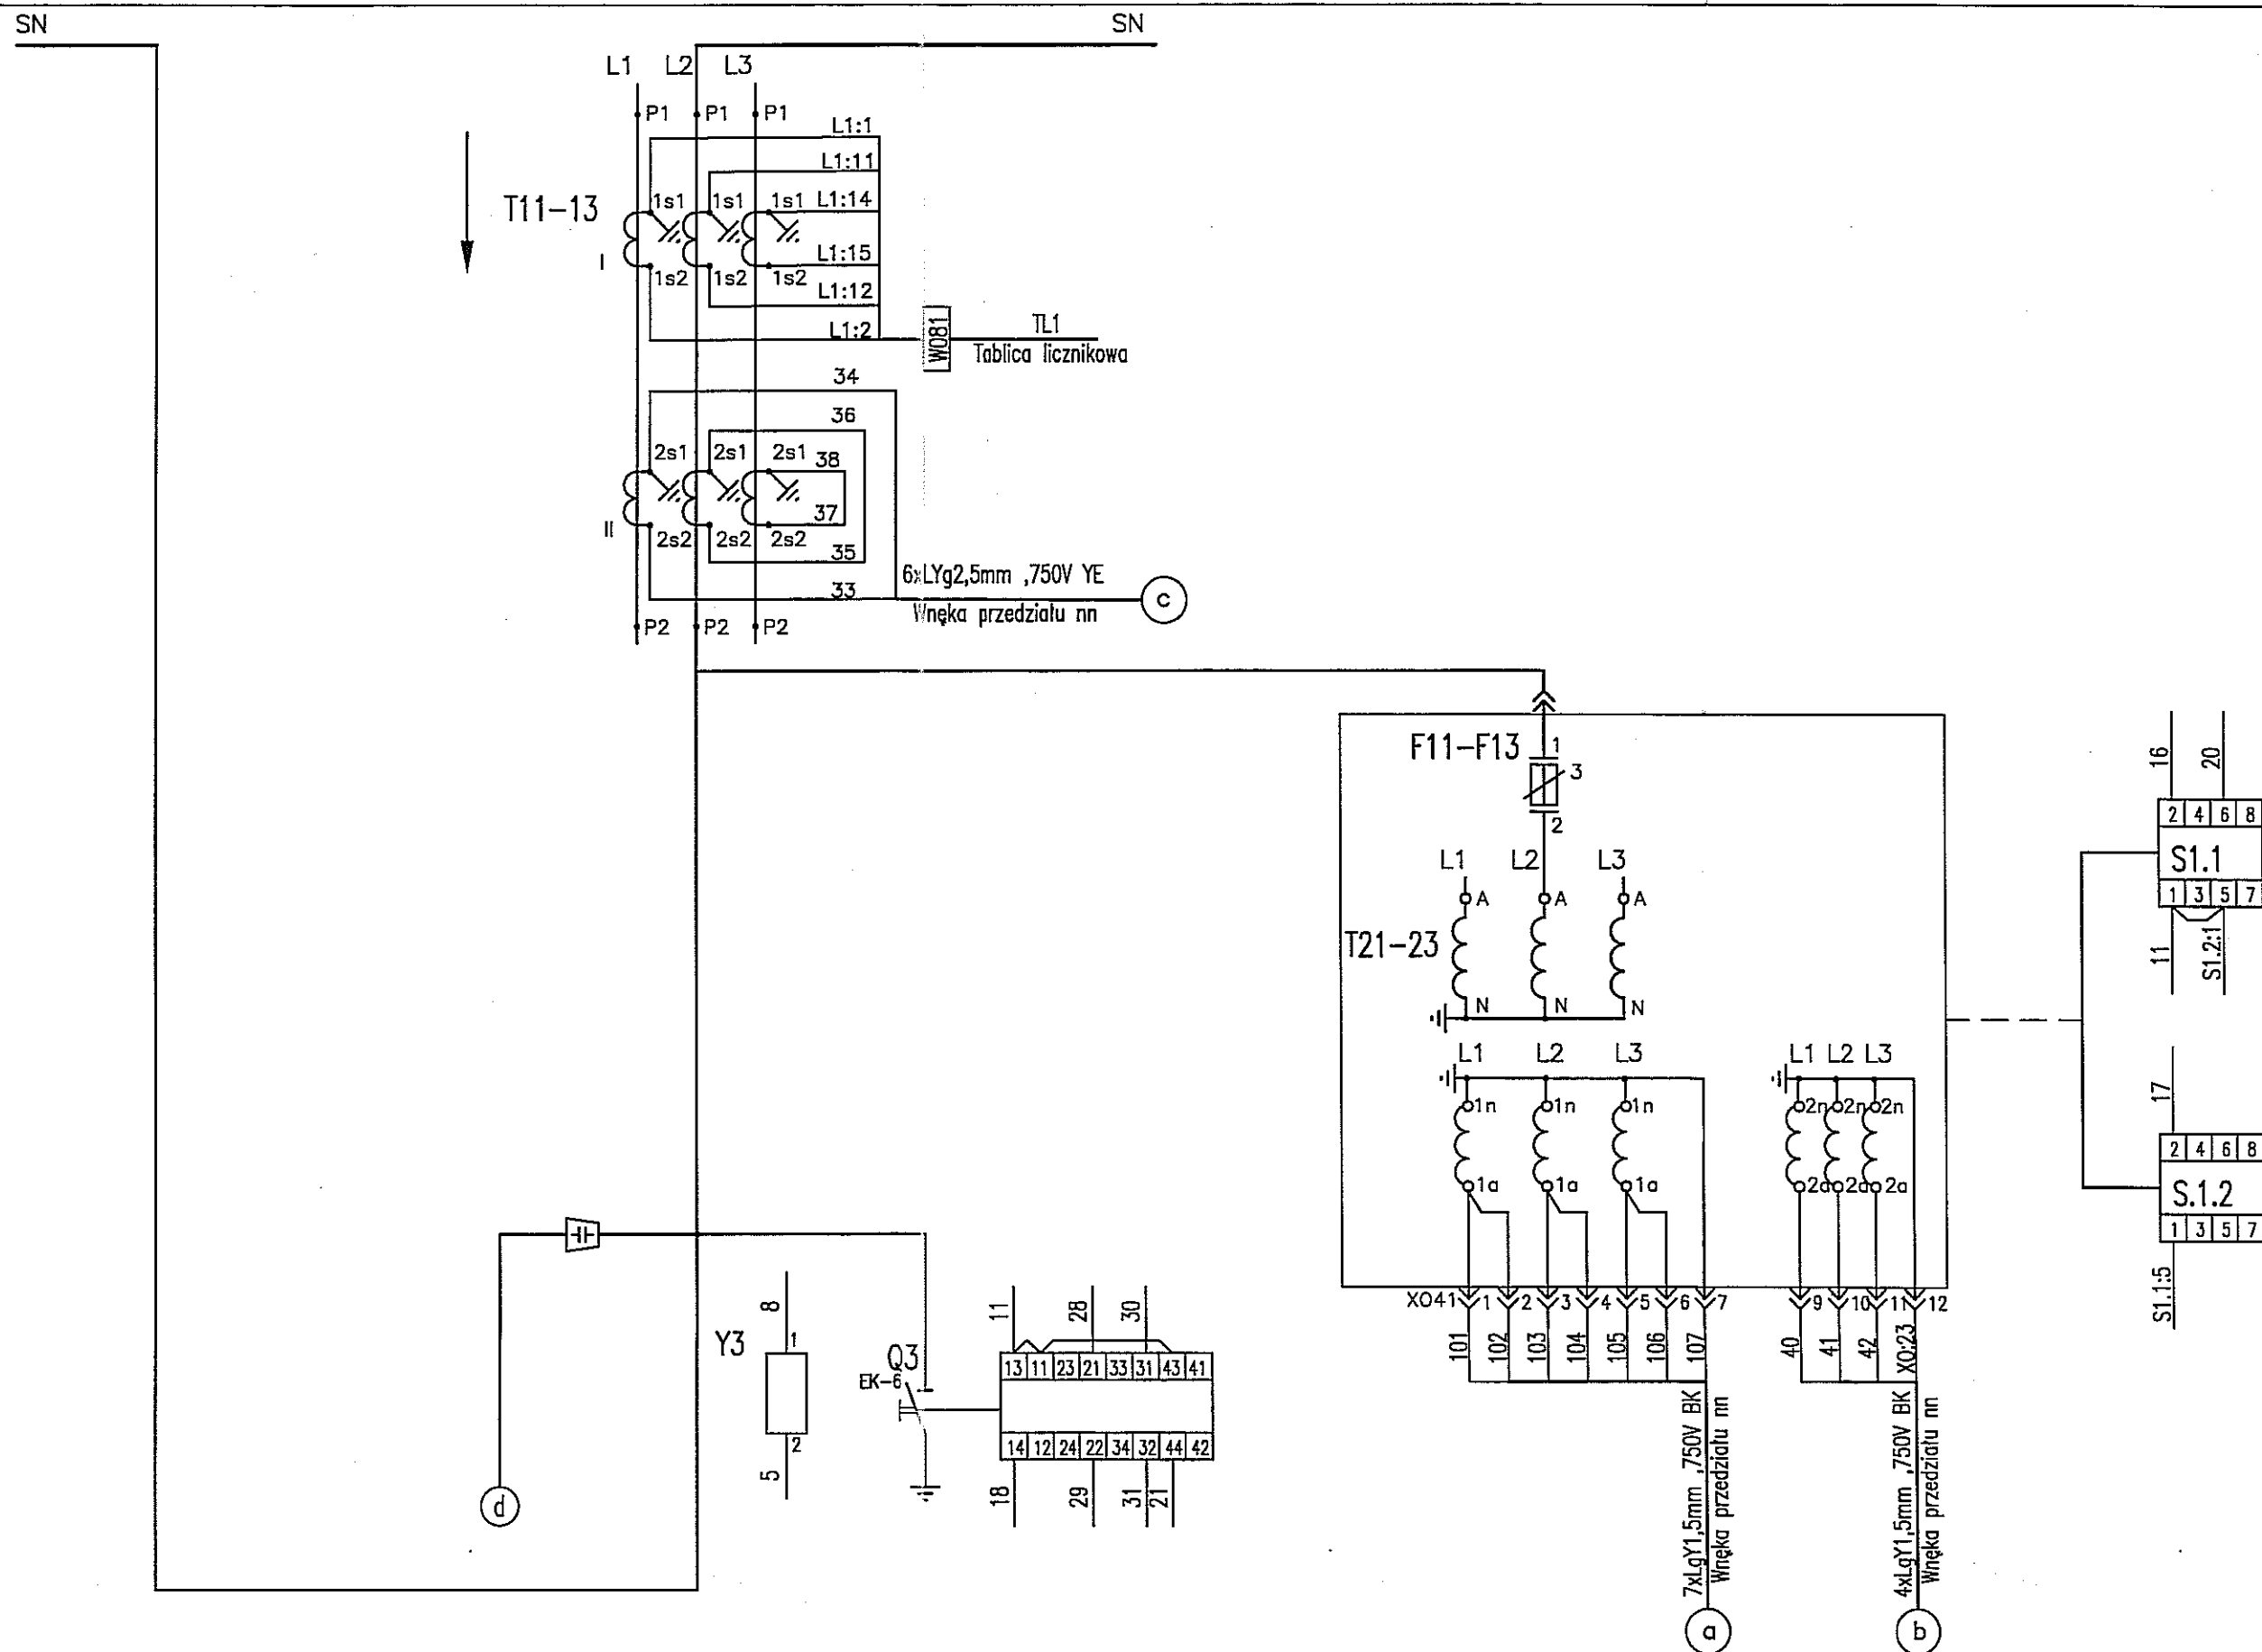 SN
SN
L1 L2 L3
P1 P1 P1
L1:1
L1:11
1s1 1s1 1s1 L1:14
T11-13
L1:15
I
1s2 1s2 1s2
L1:12
L1:2
W081
TL1
Tablica licznikowa
34
36
2s1 2s1 2s1 38
37
II
2s2 2s2 2s2
35
33
6xLYg2,5mm ,750V YE
Wnęka przedziału nn
c
P2 P2 P2
F11-F13
1
3
2
L1 L2 L3
A A A
T21-23
N N N
L1 L2 L3
1n 1n 1n
1a 1a 1a
L1 L2 L3
2n 2n 2n
2a 2a 2a
XO41 1 2 3 4 5 6 7
9 10 11 12
101 102 103 104 105 106 107
40 41 42 XO:23
7xLgY1,5mm ,750V BK
Wnęka przedziału nn
4xLgY1,5mm ,750V BK
Wnęka przedziału nn
a
b
16 20
2 4 6 8
S1.1
1 3 5 7
11 S1.2:1
17
2 4 6 8
S.1.2
1 3 5 7
S1.1:5
d
8
Y3
1
2
5
Q3
EK-6
11 28 30
13 11 23 21 33 31 43 41
14 12 24 22 34 32 44 42
18 29 31 21